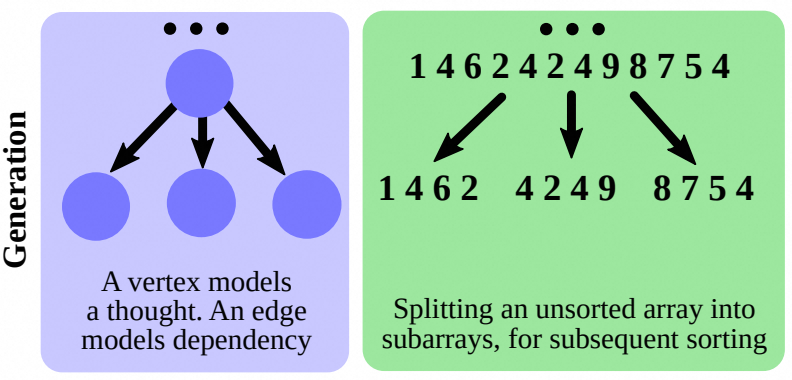 Generation
A vertex models
a thought. An edge
models dependency
1 4 6 2 4 2 4 9 8 7 5 4
1 4 6 2 4 2 4 9 8 7 5 4
Splitting an unsorted array into
subarrays, for subsequent sorting